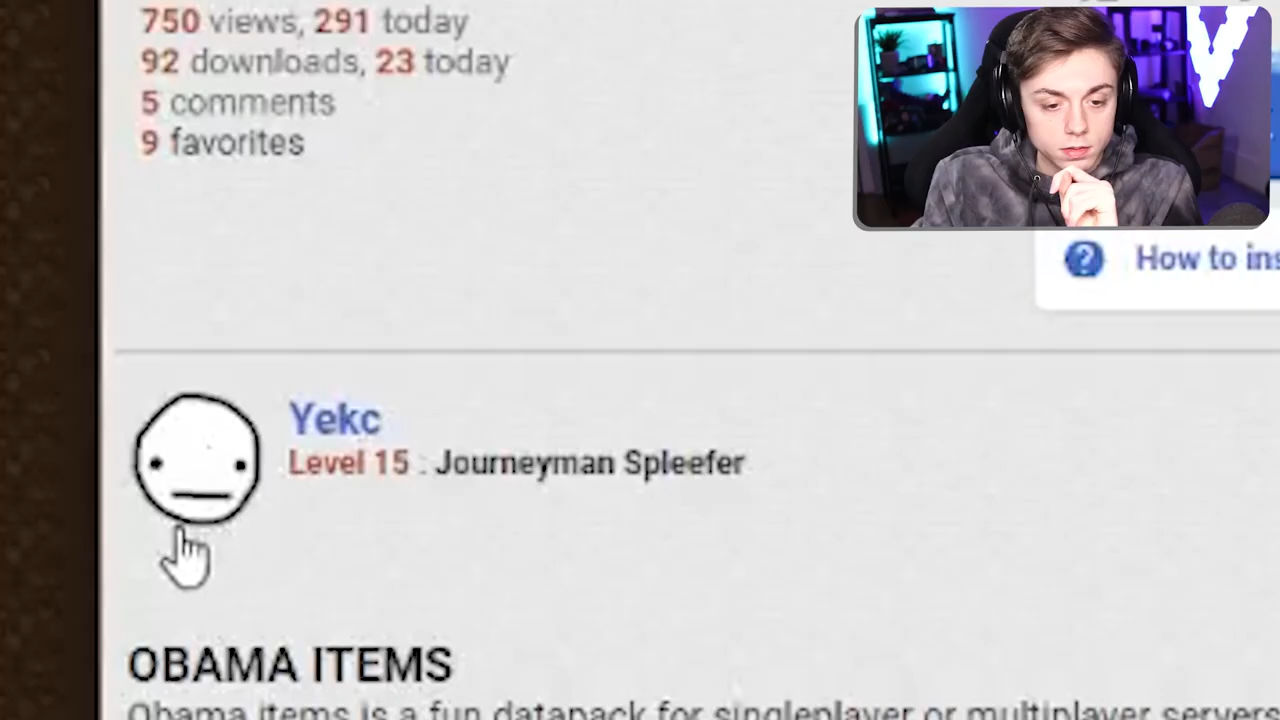 750 views, 291 today
92 downloads, 23 today
5 comments
9 favorites
How to ins
Yekc
Level 15 : Journeyman Spleefer
OBAMA ITEMS
Obama items is a fun datapack for singleplayer or multiplayer servers